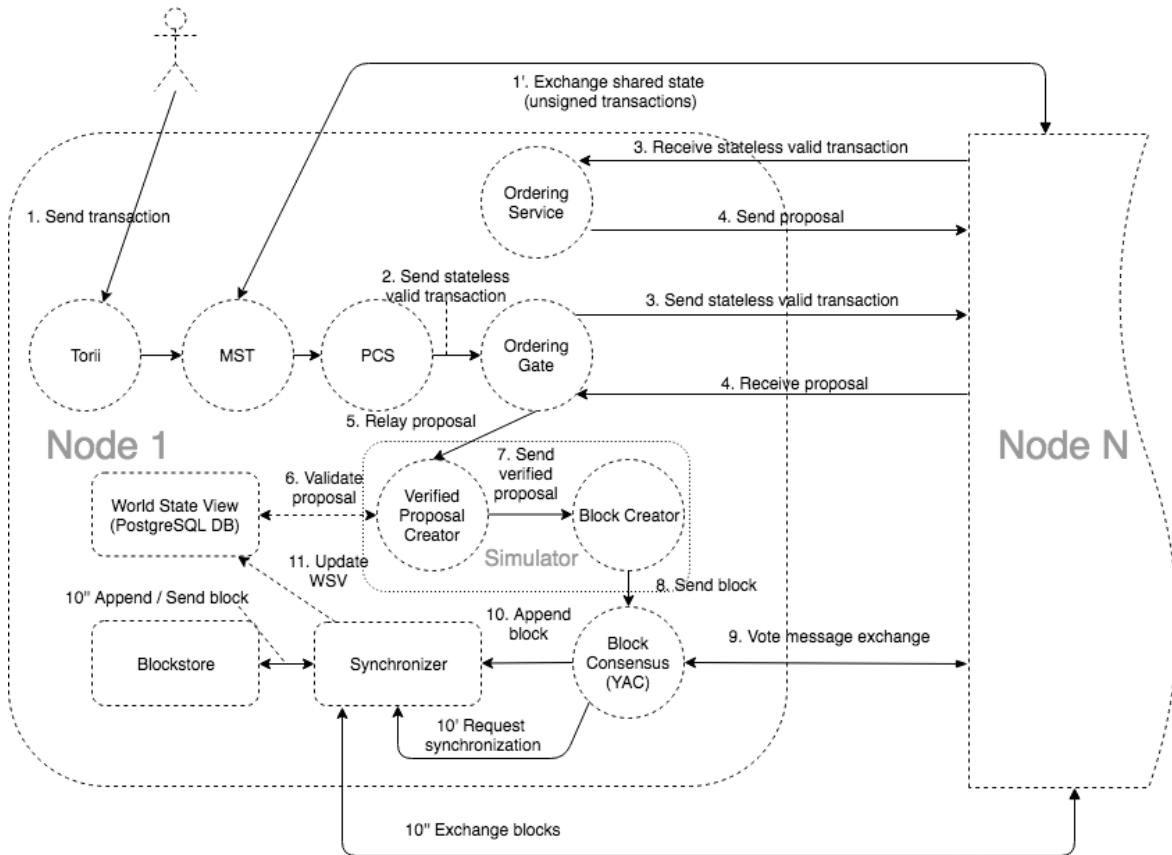 1'. Exchange shared state
(unsigned transactions)
3. Receive stateless valid transaction
Ordering
Service
1. Send transaction
4. Send proposal
2. Send stateless
valid transaction
3. Send stateless valid transaction
Torii
MST
PCS
Ordering
Gate
4. Receive proposal
5. Relay proposal
Node 1
Node N
7. Send
verified
proposal
6. Validate
proposal
World State View
(PostgreSQL DB)
Verified
Proposal
Creator
Block Creator
Simulator
11. Update
WSV
8. Send block
10" Append / Send block
10. Append
block
9. Vote message exchange
Blockstore
Synchronizer
Block
Consensus
(YAC)
10' Request
synchronization
10" Exchange blocks